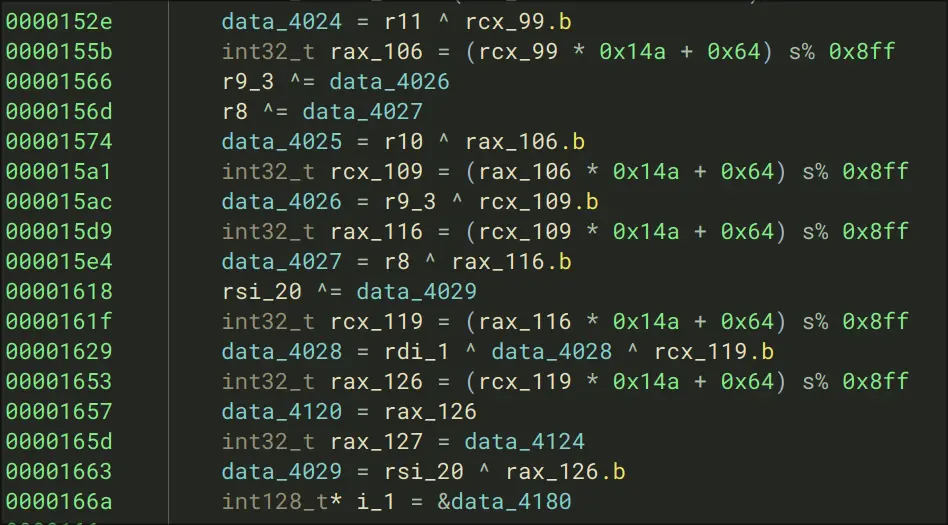 0000152e data_4024 = r11 ^ rcx_99.b
0000155b int32_t rax_106 = (rcx_99 * 0x14a + 0x64) s% 0x8ff
00001566 r9_3 ^= data_4026
0000156d r8 ^= data_4027
00001574 data_4025 = r10 ^ rax_106.b
000015a1 int32_t rcx_109 = (rax_106 * 0x14a + 0x64) s% 0x8ff
000015ac data_4026 = r9_3 ^ rcx_109.b
000015d9 int32_t rax_116 = (rcx_109 * 0x14a + 0x64) s% 0x8ff
000015e4 data_4027 = r8 ^ rax_116.b
00001618 rsi_20 ^= data_4029
0000161f int32_t rcx_119 = (rax_116 * 0x14a + 0x64) s% 0x8ff
00001629 data_4028 = rdi_1 ^ data_4028 ^ rcx_119.b
00001653 int32_t rax_126 = (rcx_119 * 0x14a + 0x64) s% 0x8ff
00001657 data_4120 = rax_126
0000165d int32_t rax_127 = data_4124
00001663 data_4029 = rsi_20 ^ rax_126.b
0000166a int128_t* i_1 = &data_4180